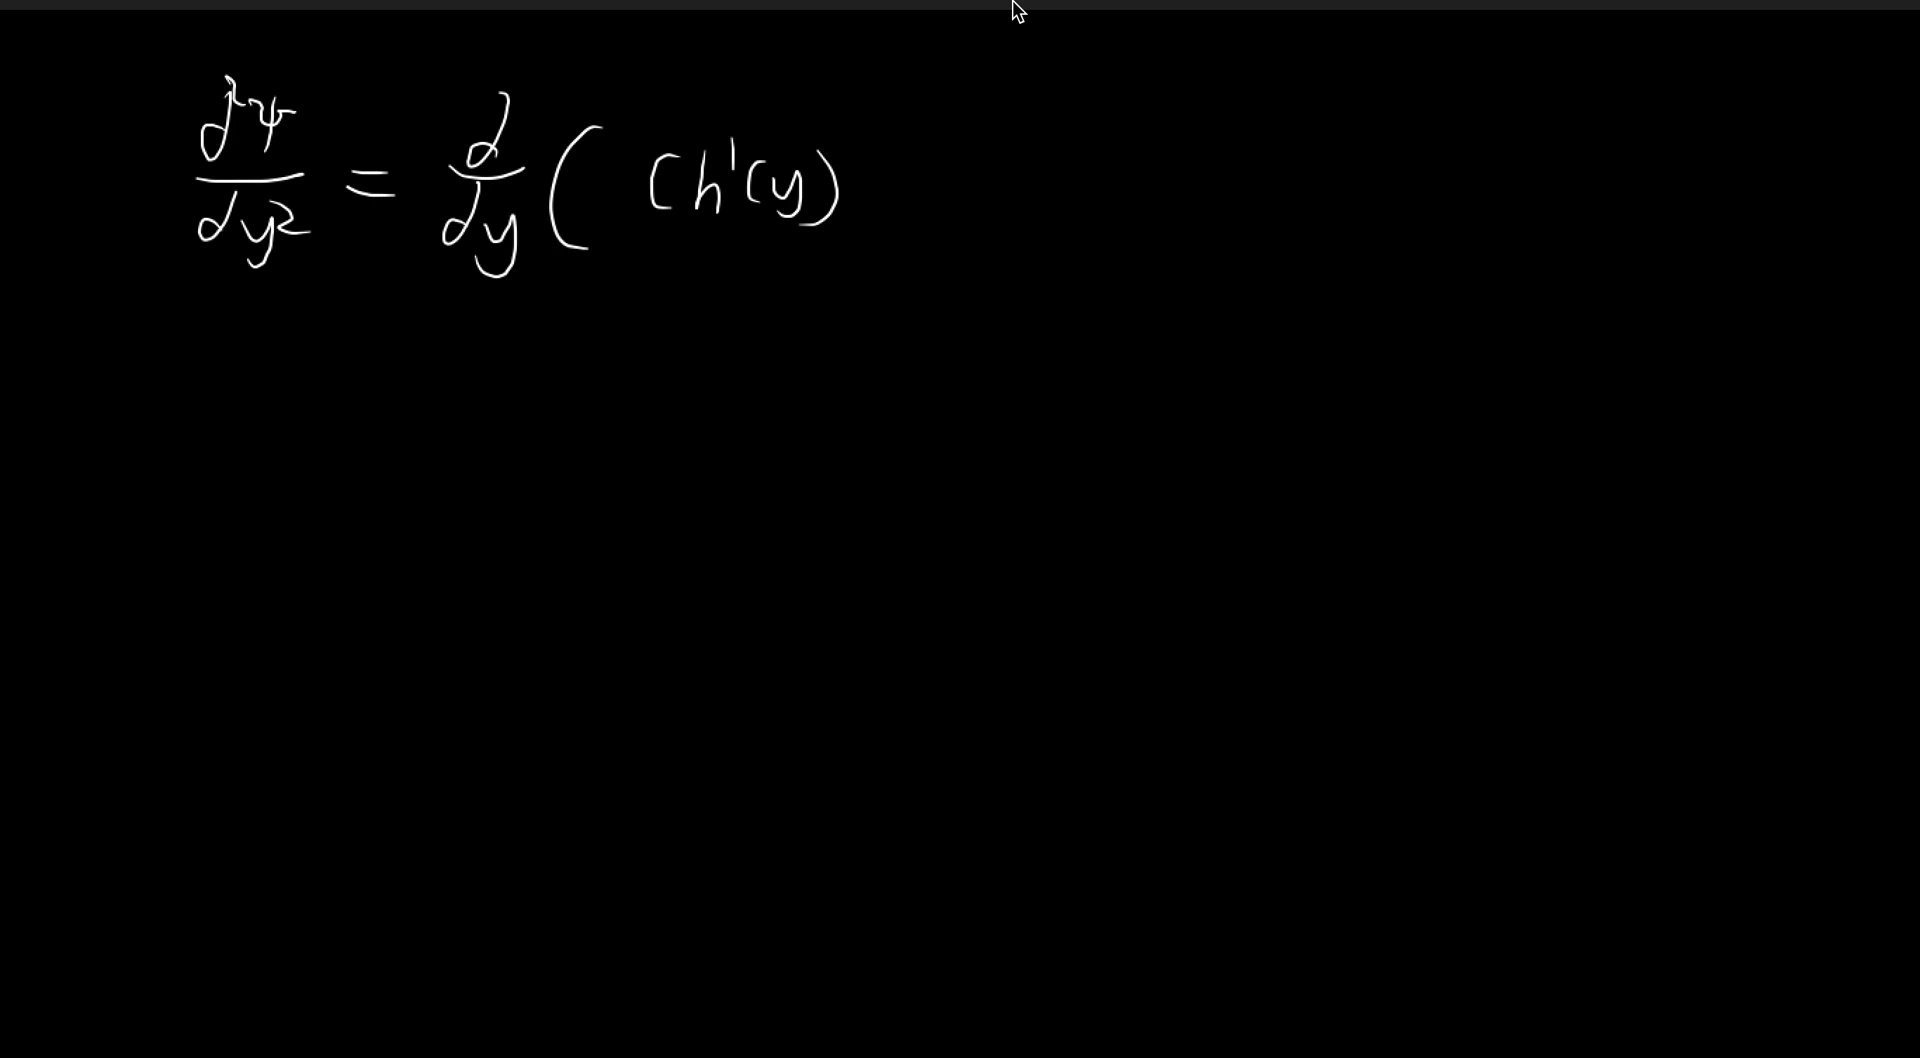 d²ψ/dy² = d/dy ( (h'(y)